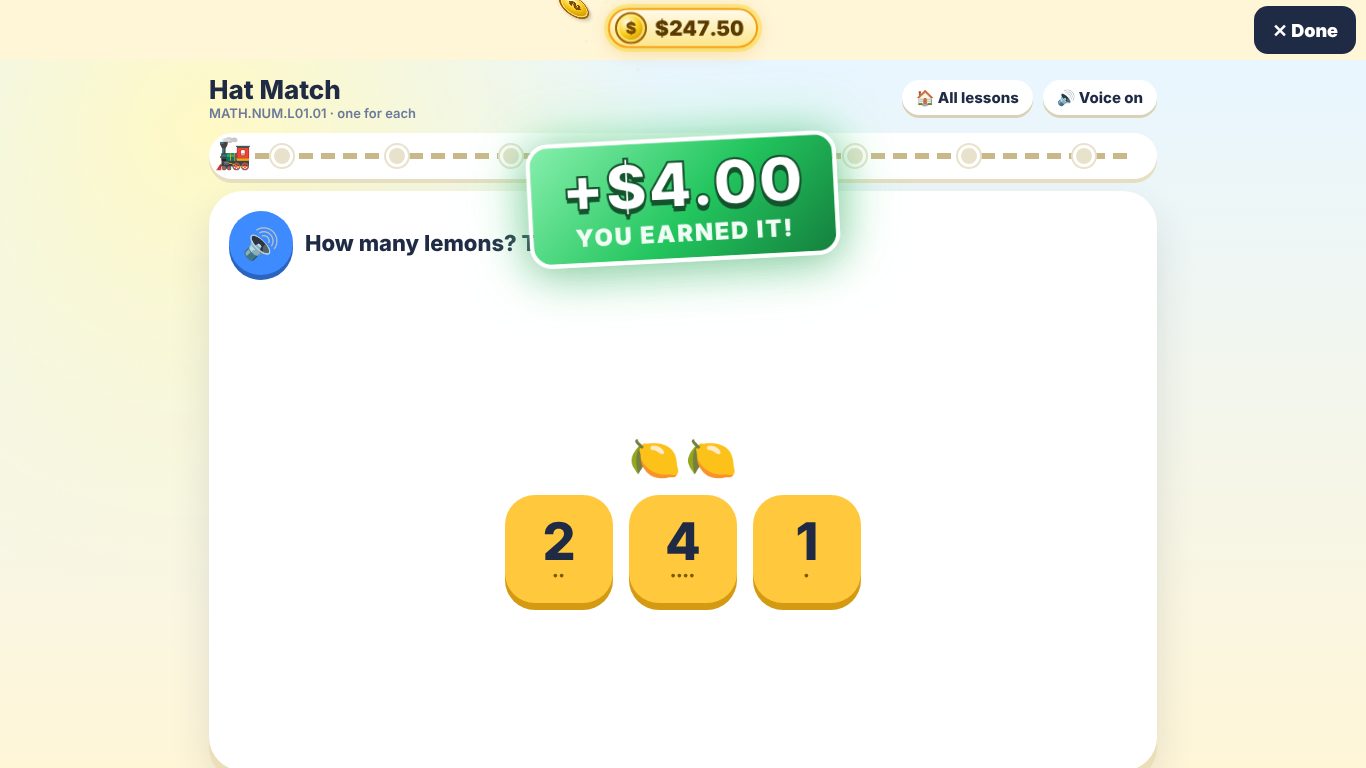 $247.50
✕ Done
Hat Match
MATH.NUM.L01.01 · one for each
All lessons
Voice on
+$4.00
YOU EARNED IT!
How many lemons?
2
4
1